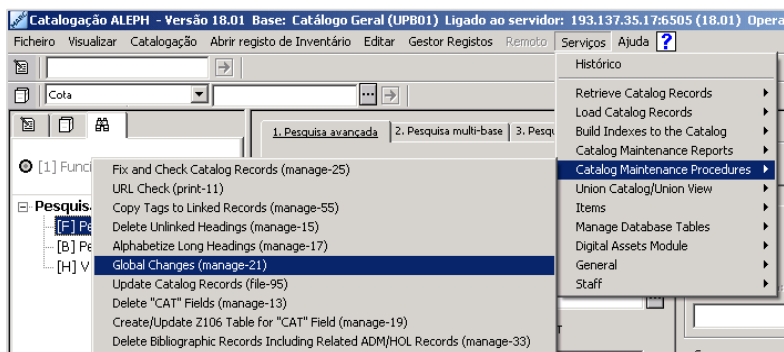 Catalogação ALEPH - Versão 18.01 Base: Catálogo Geral (UPB01) Ligado ao servidor: 193.137.35.17:6505 (18.01) Opera
Ficheiro Visualizar Catalogação Abrir registo de Inventário Editar Gestor Registos Remoto Serviços Ajuda ?
Histórico
Cota
Retrieve Catalog Records
Load Catalog Records
1. Pesquisa avançada 2. Pesquisa multi-base 3. Pesqu
Build Indexes to the Catalog
Catalog Maintenance Reports
[1] Funci
Catalog Maintenance Procedures
Union Catalog/Union View
Items
Manage Database Tables
Digital Assets Module
General
Staff
Fix and Check Catalog Records (manage-25)
URL Check (print-11)
Pesquis
Copy Tags to Linked Records (manage-55)
[F] Pe
Delete Unlinked Headings (manage-15)
[B] Pe
Alphabetize Long Headings (manage-17)
[H] V
Global Changes (manage-21)
Update Catalog Records (file-95)
Delete "CAT" Fields (manage-13)
Create/Update Z106 Table for "CAT" Field (manage-19)
Delete Bibliographic Records Including Related ADM/HOL Records (manage-33)